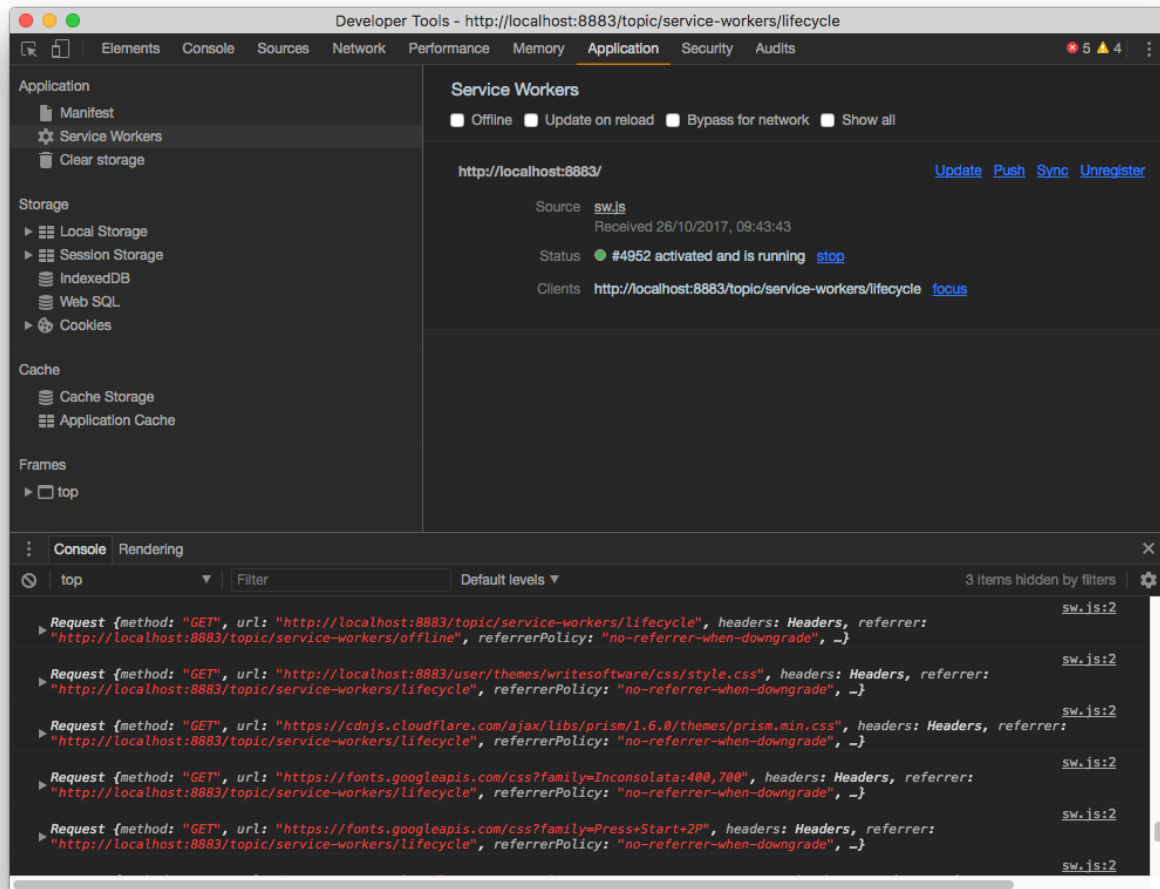 Developer Tools - http://localhost:8883/topic/service-workers/lifecycle
Elements Console Sources Network Performance Memory Application Security Audits 5 4
Application
Manifest
Service Workers
Clear storage
Storage
Local Storage
Session Storage
IndexedDB
Web SQL
Cookies
Cache
Cache Storage
Application Cache
Frames
top
Service Workers
Offline Update on reload Bypass for network Show all
http://localhost:8883/ Update Push Sync Unregister
Source sw.js
Received 26/10/2017, 09:43:43
Status #4952 activated and is running stop
Clients http://localhost:8883/topic/service-workers/lifecycle focus
Console Rendering
top Filter Default levels 3 items hidden by filters
sw.js:2
Request {method: "GET", url: "http://localhost:8883/topic/service-workers/lifecycle", headers: Headers, referrer:
"http://localhost:8883/topic/service-workers/offline", referrerPolicy: "no-referrer-when-downgrade", …}
sw.js:2
Request {method: "GET", url: "http://localhost:8883/user/themes/writesoftware/css/style.css", headers: Headers, referrer:
"http://localhost:8883/topic/service-workers/lifecycle", referrerPolicy: "no-referrer-when-downgrade", …}
sw.js:2
Request {method: "GET", url: "https://cdnjs.cloudflare.com/ajax/libs/prism/1.6.0/themes/prism.min.css", headers: Headers, referrer:
"http://localhost:8883/topic/service-workers/lifecycle", referrerPolicy: "no-referrer-when-downgrade", …}
sw.js:2
Request {method: "GET", url: "https://fonts.googleapis.com/css?family=Inconsolata:400,700", headers: Headers, referrer:
"http://localhost:8883/topic/service-workers/lifecycle", referrerPolicy: "no-referrer-when-downgrade", …}
sw.js:2
Request {method: "GET", url: "https://fonts.googleapis.com/css?family=Press+Start+2P", headers: Headers, referrer:
"http://localhost:8883/topic/service-workers/lifecycle", referrerPolicy: "no-referrer-when-downgrade", …}
sw.js:2